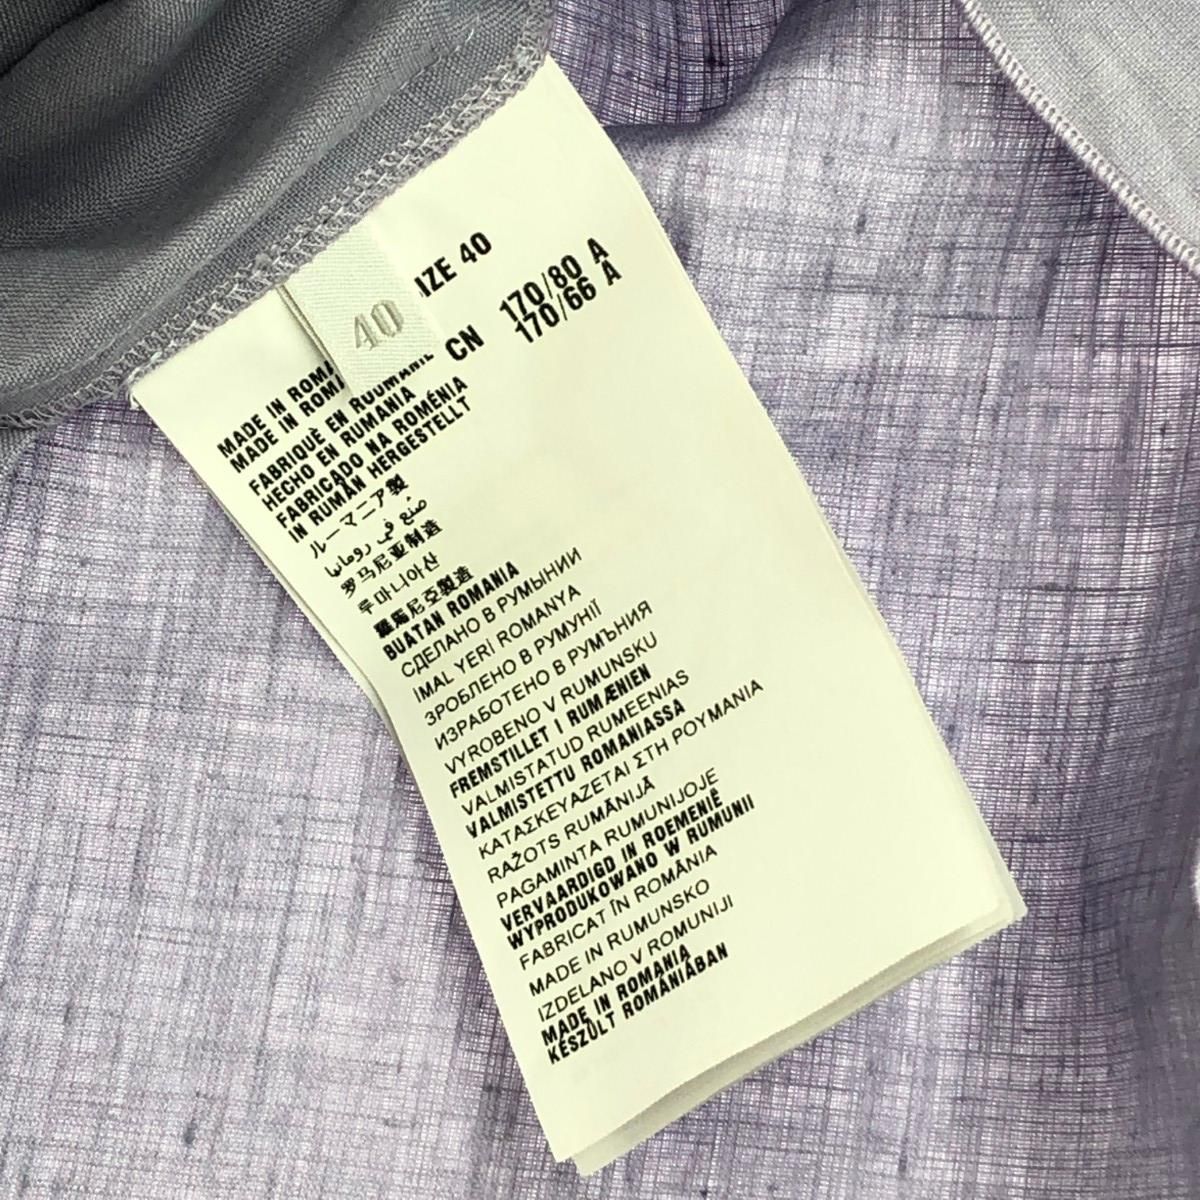 40
SIZE 40
CN 170/80 A
170/66 A
MADE IN
MADE IN
FABRIQUÈ EN ROUMANIE
HECHO EN RUMANIA
FABRICADO NA ROMÉNIA
IN RUMÄN HERGESTELLT
ルーマニア製
صنع في رومانيا
罗马尼亚制造
루마니아산
羅馬尼亞製造
BUATAN ROMANIA
СДЕЛАНО В РУМЫНИИ
İMAL YERİ ROMANYA
ЗРОБЛЕНО В РУМУНІЇ
ИЗРАБОТЕНО В РУМЪНИЯ
VYROBENO V RUMUNSKU
FREMSTILLET I RUMÆNIEN
VALMISTATUD RUMEENIAS
VALMISTETTU ROMANIASSA
ΚΑΤΑΣΚΕΥΑΖΕΤΑΙ ΣΤΗ ΡΟΥΜΑΝΙΑ
RAŽOTS RUMĀNIJĀ
PAGAMINTA RUMUNIJOJE
VERVAARDIGD IN ROEMENIË
WYPRODUKOWANO W RUMUNII
FABRICAT ÎN ROMÂNIA
MADE IN RUMUNSKO
IZDELANO V ROMUNIJI
MADE IN ROMANIA
KÉSZÜLT ROMÁNIÁBAN